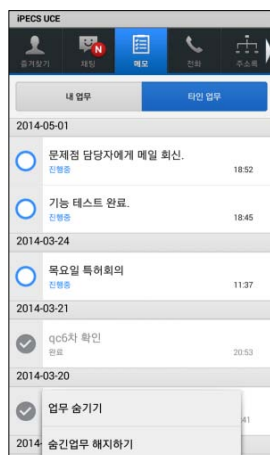 iPECS UCE
N
즐겨찾기 채팅 메모 전화 주소록
내 업무 타인 업무
2014-05-01
문제점 담당자에게 메일 회신.
진행중 18:52
기능 테스트 완료.
진행중 18:45
2014-03-24
목요일 특허회의
진행중 11:37
2014-03-21
qc6차 확인
완료 20:53
2014-03-20
업무 숨기기
:41
2014-
숨긴업무 해지하기